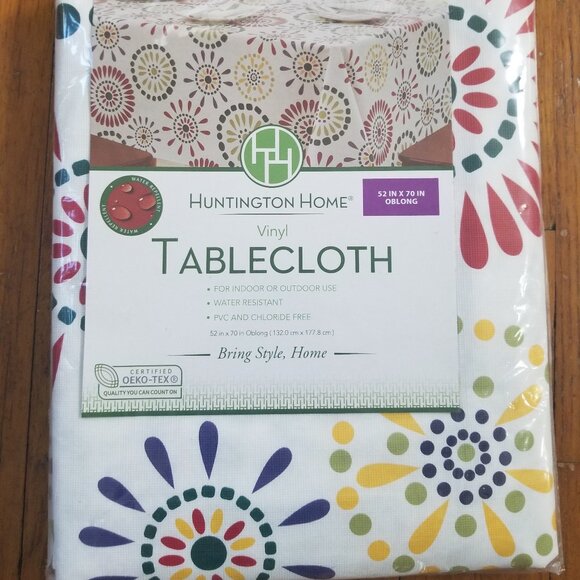 HUNTINGTON HOME®
52 IN X 70 IN
OBLONG
WATER REPELLENT
WATER REPELLENT
Vinyl
TABLECLOTH
• FOR INDOOR OR OUTDOOR USE
• WATER RESISTANT
• PVC AND CHLORIDE FREE
52 in x 70 in Oblong ( 132.0 cm x 177.8 cm )
Bring Style, Home
CERTIFIED
OEKO-TEX®
QUALITY YOU CAN COUNT ON